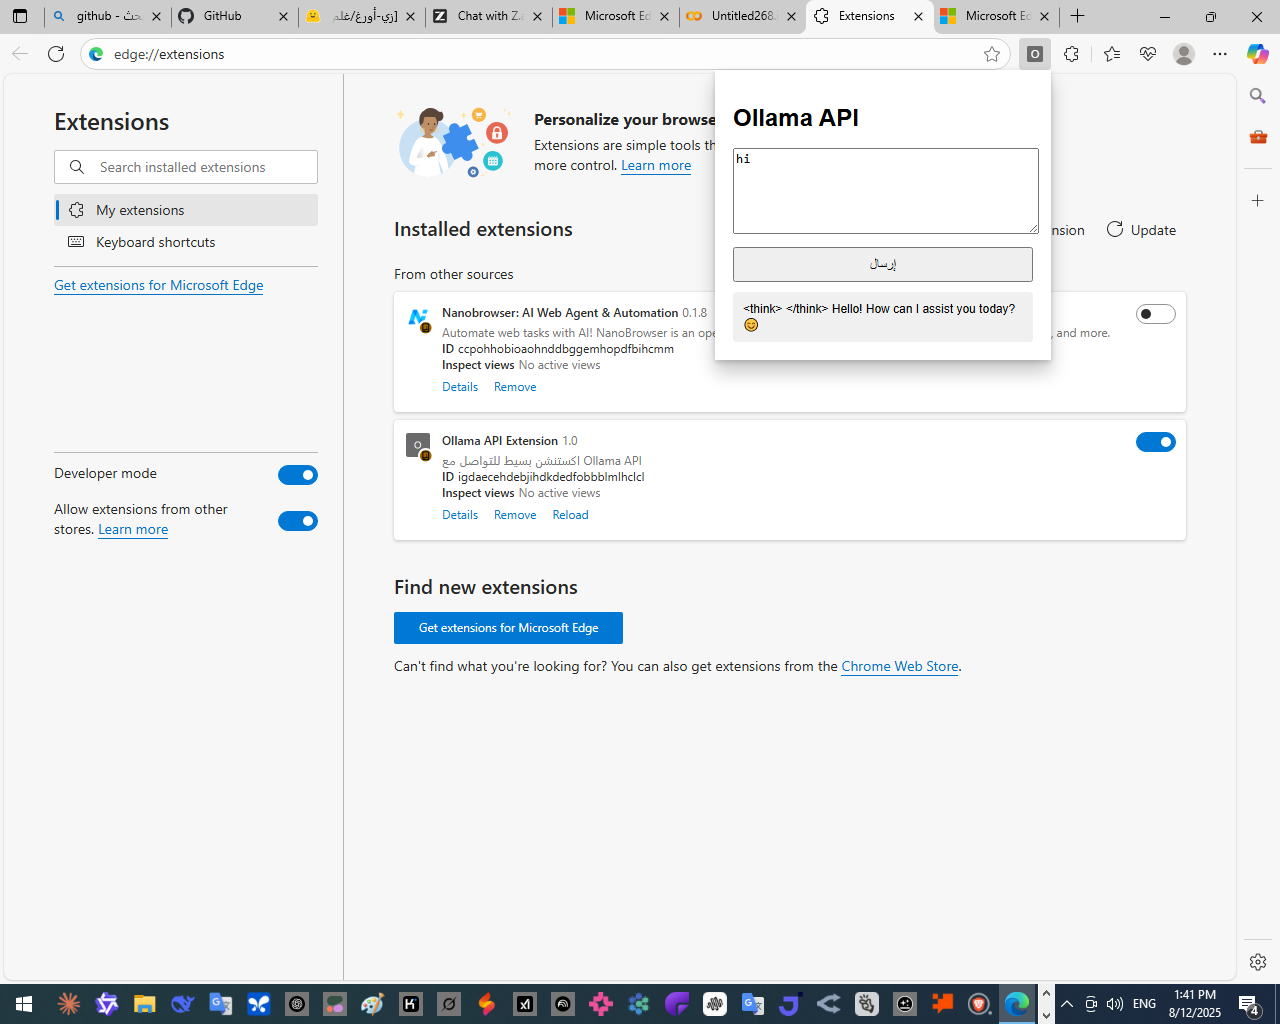 github - بحث
GitHub
زي-أورغ/غلم]
Chat with Z.a
Microsoft Ed
Untitled268.
Extensions
Microsoft Ed
edge://extensions
Extensions
Search installed extensions
My extensions
Keyboard shortcuts
Get extensions for Microsoft Edge
Developer mode
Allow extensions from other
stores. Learn more
Personalize your browse
Extensions are simple tools th
more control. Learn more
Installed extensions
nsion
Update
From other sources
Nanobrowser: AI Web Agent & Automation 0.1.8
Automate web tasks with AI! NanoBrowser is an ope
, and more.
ID ccpohhobioaohnddbggemhopdfbihcmm
Inspect views No active views
Details Remove
Ollama API Extension 1.0
اكستنشن بسيط للتواصل مع Ollama API
ID igdaecehdebjihdkdedfobbblmlhclcl
Inspect views No active views
Details Remove Reload
Find new extensions
Get extensions for Microsoft Edge
Can't find what you're looking for? You can also get extensions from the Chrome Web Store.
Ollama API
hi
إرسال
<think> </think> Hello! How can I assist you today?
😊
ENG
1:41 PM
8/12/2025
4